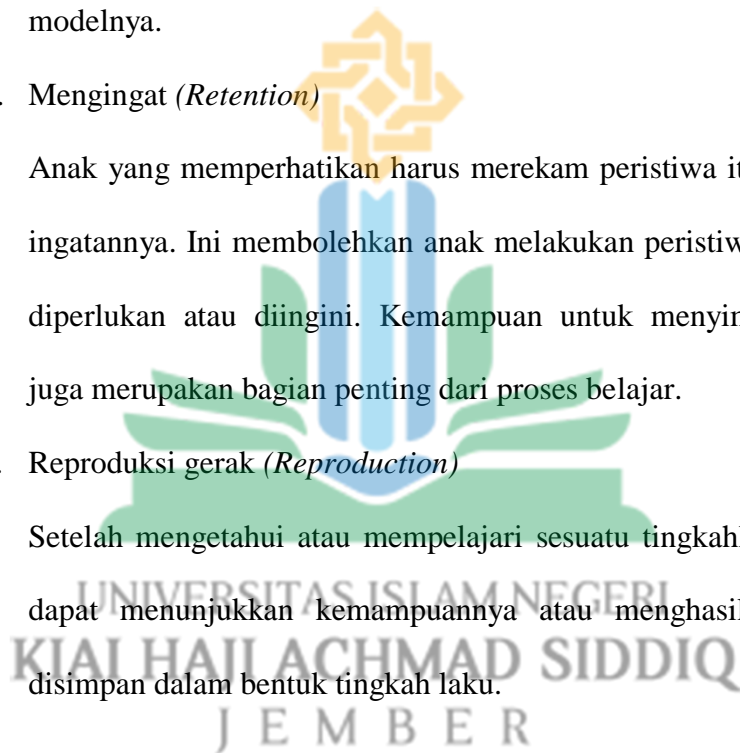 modelnya.
. Mengingat (Retention)
Anak yang memperhatikan harus merekam peristiwa it
ingatannya. Ini membolehkan anak melakukan peristiw
diperlukan atau diingini. Kemampuan untuk menyin
juga merupakan bagian penting dari proses belajar.
. Reproduksi gerak (Reproduction)
Setelah mengetahui atau mempelajari sesuatu tingkahl
UNIVERSITAS ISLAM NEGERI
dapat menunjukkan kemampuannya atau menghasil
KIAI HAJI ACHMAD SIDDIQ
disimpan dalam bentuk tingkah laku.
JEMBER